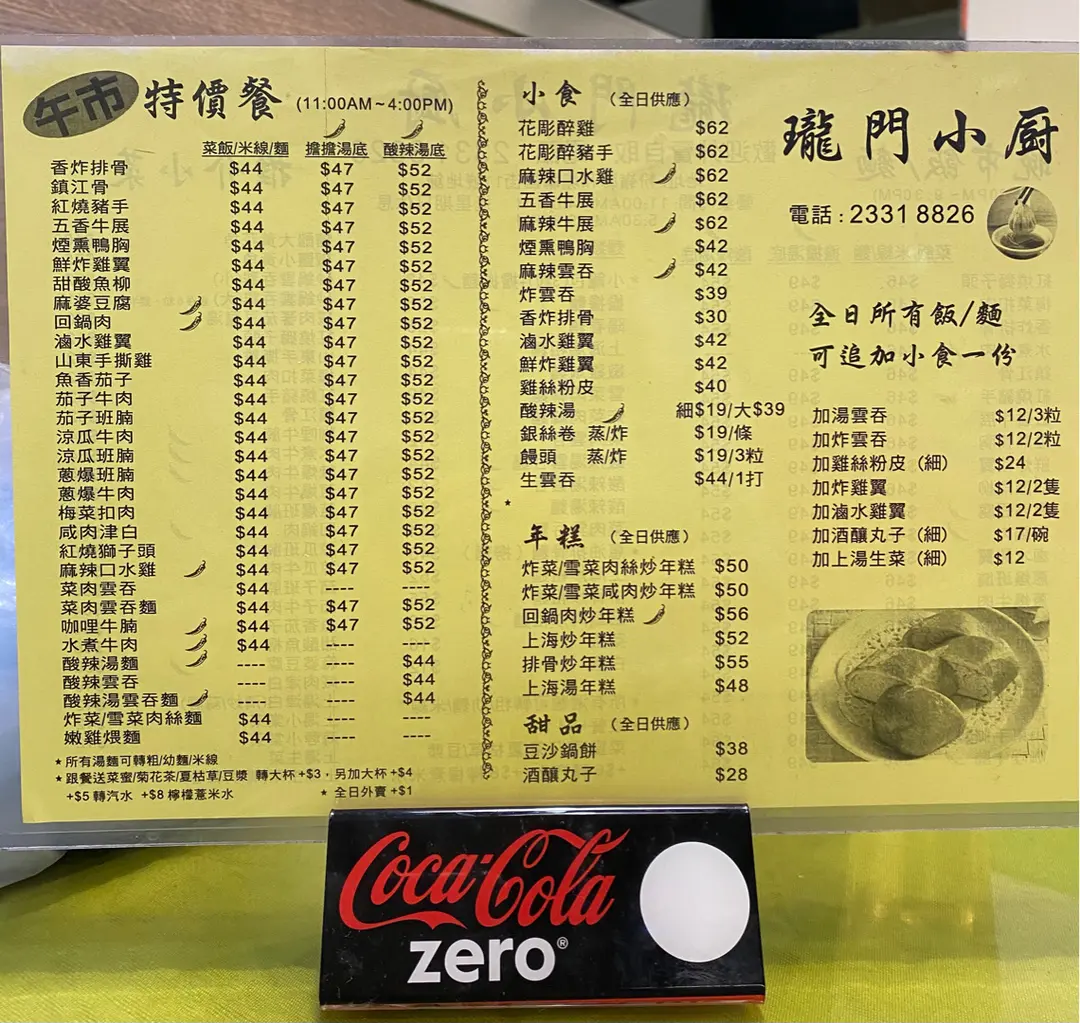 午市 特價餐 (11:00AM~4:00PM)
菜飯/米線/麵 擔擔湯底 酸辣湯底
香炸排骨 $44 $47 $52
鎮江骨 $44 $47 $52
紅燒豬手 $44 $47 $52
五香牛展 $44 $47 $52
煙熏鴨胸 $44 $47 $52
鮮炸雞翼 $44 $47 $52
甜酸魚柳 $44 $47 $52
麻婆豆腐 $44 $47 $52
回鍋肉 $44 $47 $52
滷水雞翼 $44 $47 $52
山東手撕雞 $44 $47 $52
魚香茄子 $44 $47 $52
茄子牛肉 $44 $47 $52
茄子班腩 $44 $47 $52
涼瓜牛肉 $44 $47 $52
涼瓜班腩 $44 $47 $52
蔥爆班腩 $44 $47 $52
蔥爆牛肉 $44 $47 $52
梅菜扣肉 $44 $47 $52
咸肉津白 $44 $47 $52
紅燒獅子頭 $44 $47 $52
麻辣口水雞 $44 $47 $52
菜肉雲吞 $44 ---- ----
菜肉雲吞麵 $44 $47 $52
咖哩牛腩 $44 $47 $52
水煮牛肉 $44 ---- ----
酸辣湯麵 ---- ---- $44
酸辣雲吞 ---- ---- $44
酸辣湯雲吞麵 ---- ---- $44
炸菜/雪菜肉絲麵 $44 ---- ----
嫩雞煨麵 $44 ---- ----
★所有湯麵可轉粗/幼麵/米線
★跟餐送菜蜜/菊花茶/夏枯草/豆漿 轉大杯+$3，另加大杯+$4
+$5轉汽水 +$8檸檬薏米水 ★ 全日外賣+$1
小食 (全日供應)
花彫醉雞 $62
花彫醉豬手 $62
麻辣口水雞 $62
五香牛展 $62
麻辣牛展 $62
煙熏鴨胸 $42
麻辣雲吞 $42
炸雲吞 $39
香炸排骨 $30
滷水雞翼 $42
鮮炸雞翼 $42
雞絲粉皮 $40
酸辣湯 細$19/大$39
銀絲卷 蒸/炸 $19/條
饅頭 蒸/炸 $19/3粒
生雲吞 $44/1打
★
年糕 (全日供應)
炸菜/雪菜肉絲炒年糕 $50
炸菜/雪菜咸肉炒年糕 $50
回鍋肉炒年糕 $56
上海炒年糕 $52
排骨炒年糕 $55
上海湯年糕 $48
甜品 (全日供應)
豆沙鍋餅 $38
酒釀丸子 $28
瓏門小厨
電話:2331 8826
全日所有飯/麵
可追加小食一份
加湯雲吞 $12/3粒
加炸雲吞 $12/2粒
加雞絲粉皮(細) $24
加炸雞翼 $12/2隻
加滷水雞翼 $12/2隻
加酒釀丸子(細) $17/碗
加上湯生菜(細) $12
Coca-Cola
zero®